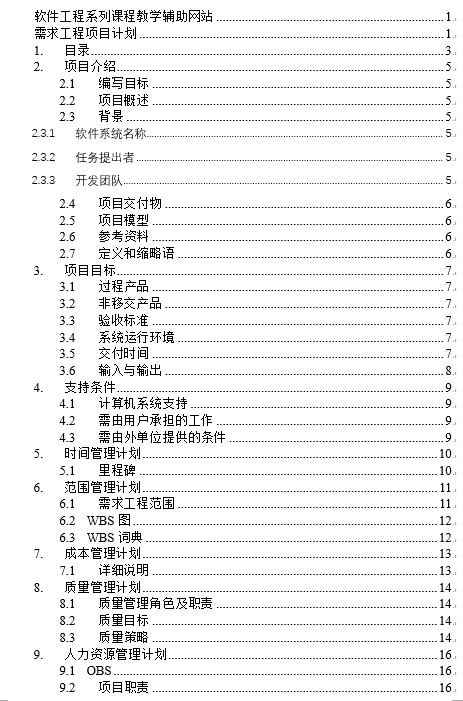 软件工程系列课程教学辅助网站 1
需求工程项目计划 1
1. 目录 3
2. 项目介绍 5
2.1 编写目标 5
2.2 项目概述 5
2.3 背景 5
2.3.1 软件系统名称 5
2.3.2 任务提出者 5
2.3.3 开发团队 5
2.4 项目交付物 6
2.5 项目模型 6
2.6 参考资料 6
2.7 定义和缩略语 6
3. 项目目标 7
3.1 过程产品 7
3.2 非移交产品 7
3.3 验收标准 7
3.4 系统运行环境 7
3.5 交付时间 7
3.6 输入与输出 8
4. 支持条件 9
4.1 计算机系统支持 9
4.2 需由用户承担的工作 9
4.3 需由外单位提供的条件 9
5. 时间管理计划 10
5.1 里程碑 10
6. 范围管理计划 11
6.1 需求工程范围 11
6.2 WBS 图 12
6.3 WBS 词典 12
7. 成本管理计划 13
7.1 详细说明 13
8. 质量管理计划 14
8.1 质量管理角色及职责 14
8.2 质量目标 14
8.3 质量策略 14
9. 人力资源管理计划 16
9.1 OBS 16
9.2 项目职责 16